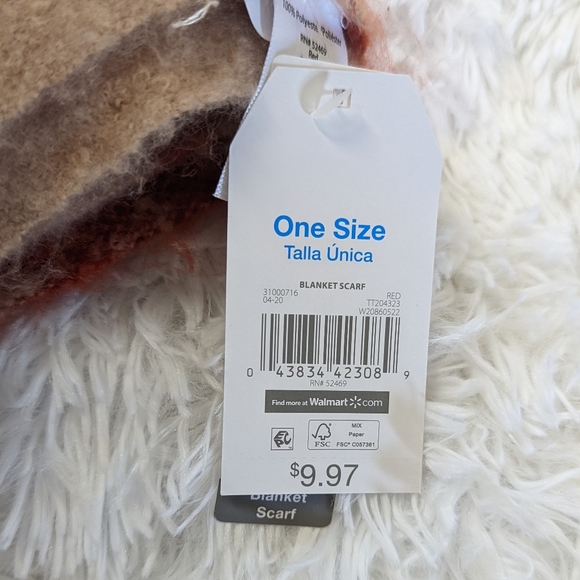 100% Polyeste
RN# 52469
Red
One Size
Talla Única
BLANKET SCARF
31000716 RED
04-20 TT204323
W20860522
0 43834 42308 9
RN# 52469
Find more at Walmart com
MIX
Paper
FSC FSC® C057361
$9.97
Blanket
Scarf